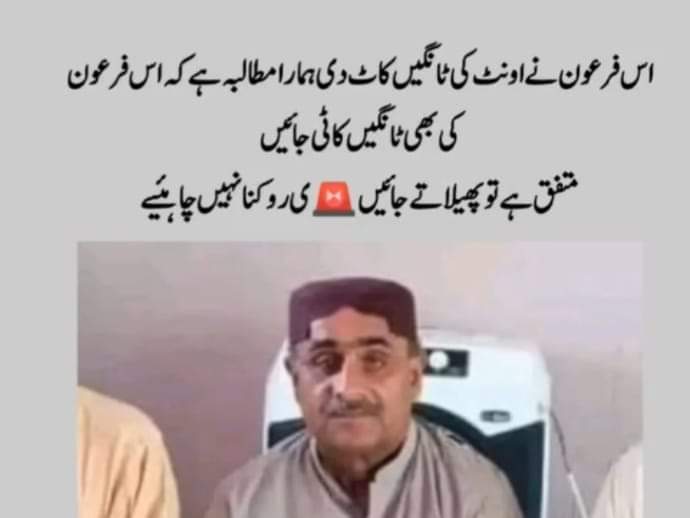 اس فرعون نے اونٹ کی ٹانگیں کاٹ دی ہمارا مطالبہ ہے کہ اس فرعون
کی بھی ٹانگیں کاٹی جائیں
متفق ہے تو پھیلاتے جائیں 🚨 ی روکنا نہیں چاہئیے